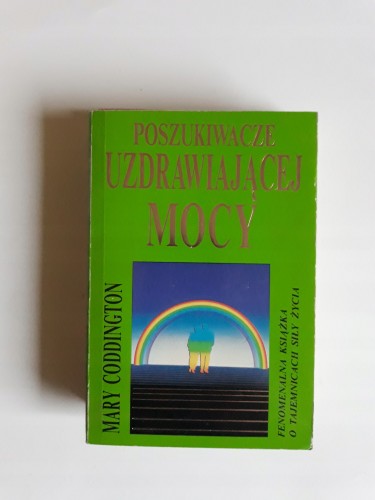 POSZUKIWACZE
UZDRAWIAJĄCEJ
MOCY
MARY CODDINGTON
FENOMENALNA KSIĄŻKA
O TAJEMNICACH SIŁY ŻYCIA